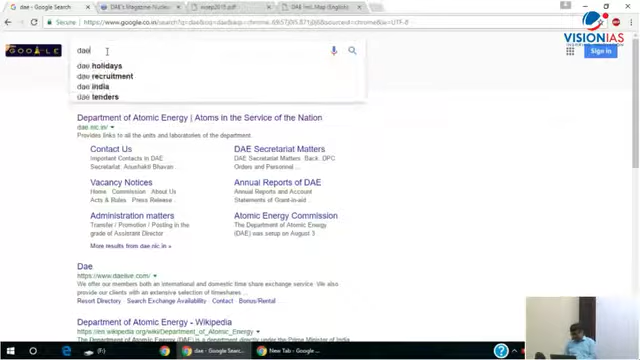 dae - Google Search
DAE's Magazine-Nuclea
wsep2015.pdf
DAE Inst.Map (English)
Secure
https://www.google.co.in/search?q=dae&oq=dae&aqs=chrome
&sourceid=chrome&ie=UTF-8
VISIONIAS
dae
Sign in
dae holidays
dae recruitment
dae india
dae tenders
Department of Atomic Energy | Atoms in the Service of the Nation
dae.nic.in/
Provides links to all the units and laboratories of the department.
Contact Us
DAE Secretariat Matters
Important Contacts in DAE
DAE Secretariat Matters. Back. DPC
Secretariat. Anushakti Bhavan
Orders and Personnel ...
Vacancy Notices
Annual Reports of DAE
Home Commission About Us
Annual Reports and Account
Acts & Rules Press Release
Statements of Grant-in-aid
Administration matters
Atomic Energy Commission
Transfer / Promotion / Posting in the
The Department of Atomic Energy
grade of Assistant Director
(DAE) was setup on August 3
More results from dae.nic.in »
Dae
https://www.daelive.com/
We offer our members both an international and domestic time share exchange service. We also
provide our clients with an extensive selection of timeshares...
Resort Directory · Search Exchange Availability · Contact · Bonus/Rental
Department of Atomic Energy - Wikipedia
https://en.wikipedia.org/wiki/Department_of_Atomic_Energy
The Department of Atomic Energy (DAE) is a department directly under the Prime Minister of India
(F:)
dae - Google Searc...
New Tab - Google C...